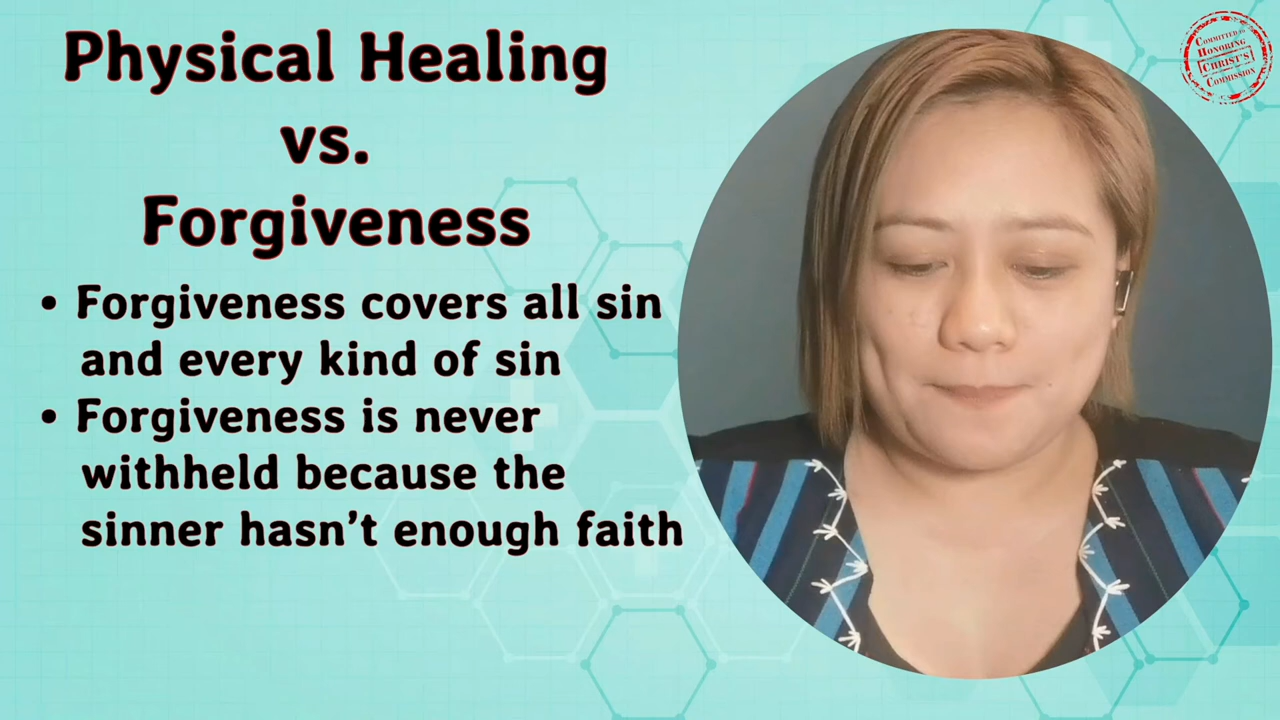 Physical Healing
vs.
Forgiveness
• Forgiveness covers all sin
and every kind of sin
• Forgiveness is never
withheld because the
sinner hasn't enough faith
Honoring
Christ's
Commission